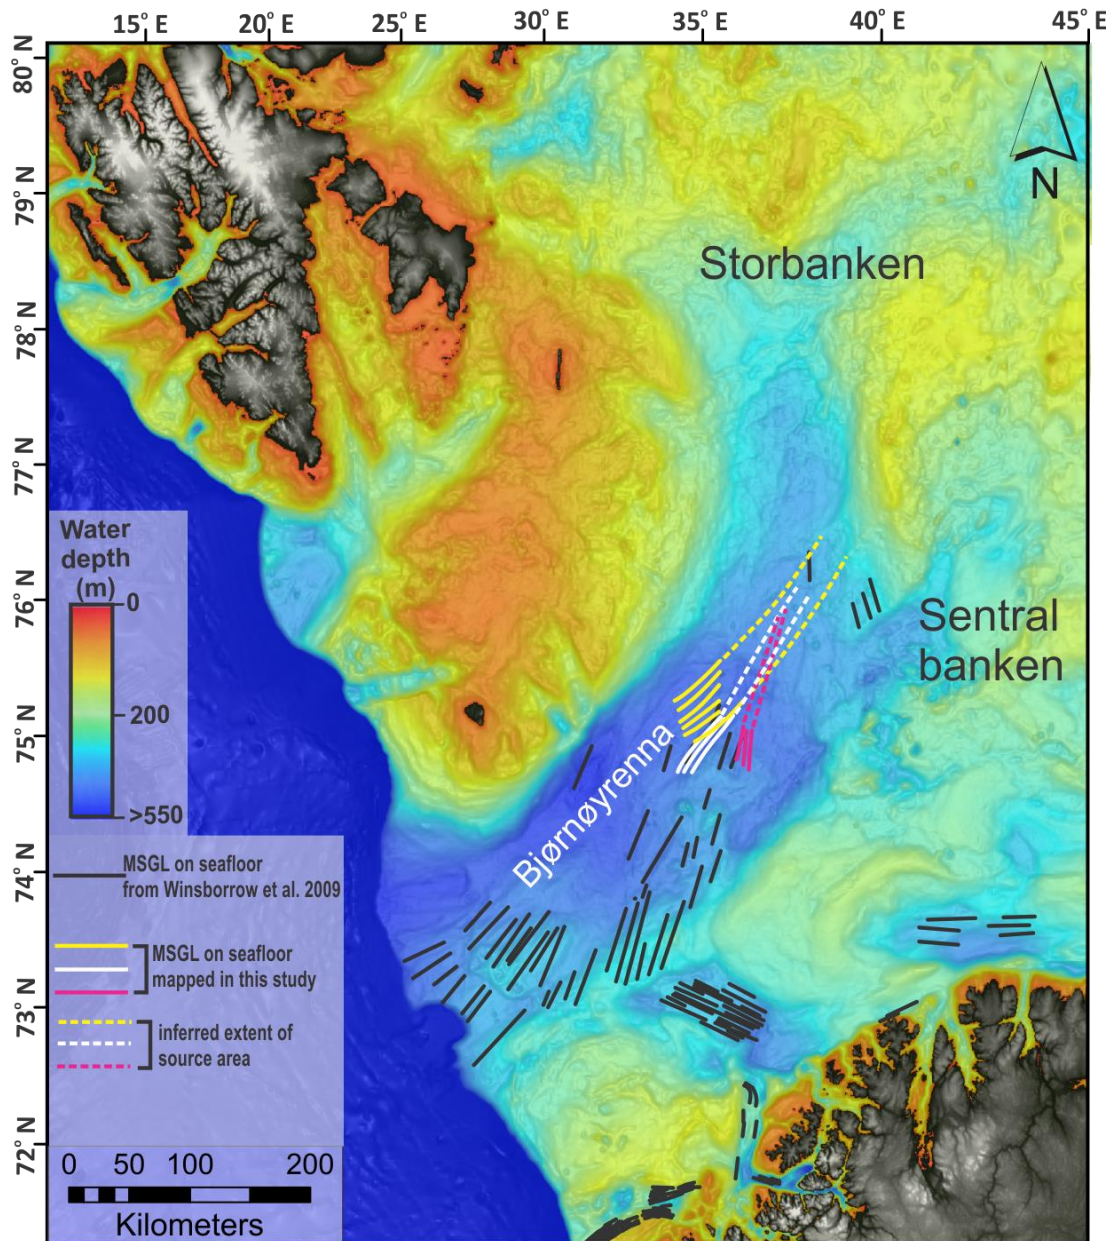 15° E 20° E 25° E 30° E 35° E 40° E 45° E
80° N
79° N
78° N
77° N
76° N
75° N
74° N
73° N
72° N
N
Storbanken
Sentral
banken
Bjørnøyrenna
Water
depth
(m)
0
200
>550
MSGL on seafloor
from Winsborrow et al. 2009
MSGL on seafloor
mapped in this study
inferred extent of
source area
0 50 100 200
Kilometers